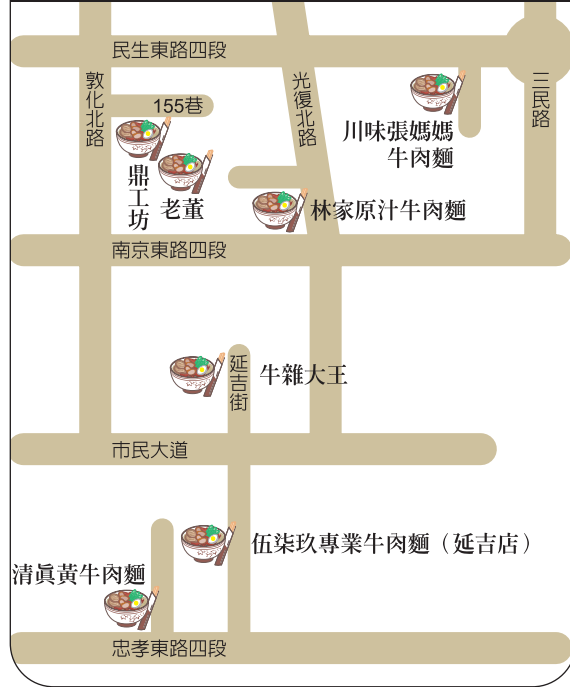 民生東路四段
敦化北路
155巷
光復北路
三民路
川味張媽媽
牛肉麵
鼎工坊
老董
林家原汁牛肉麵
南京東路四段
延吉街
牛雜大王
市民大道
伍柒玖專業牛肉麵（延吉店）
清眞黃牛肉麵
忠孝東路四段